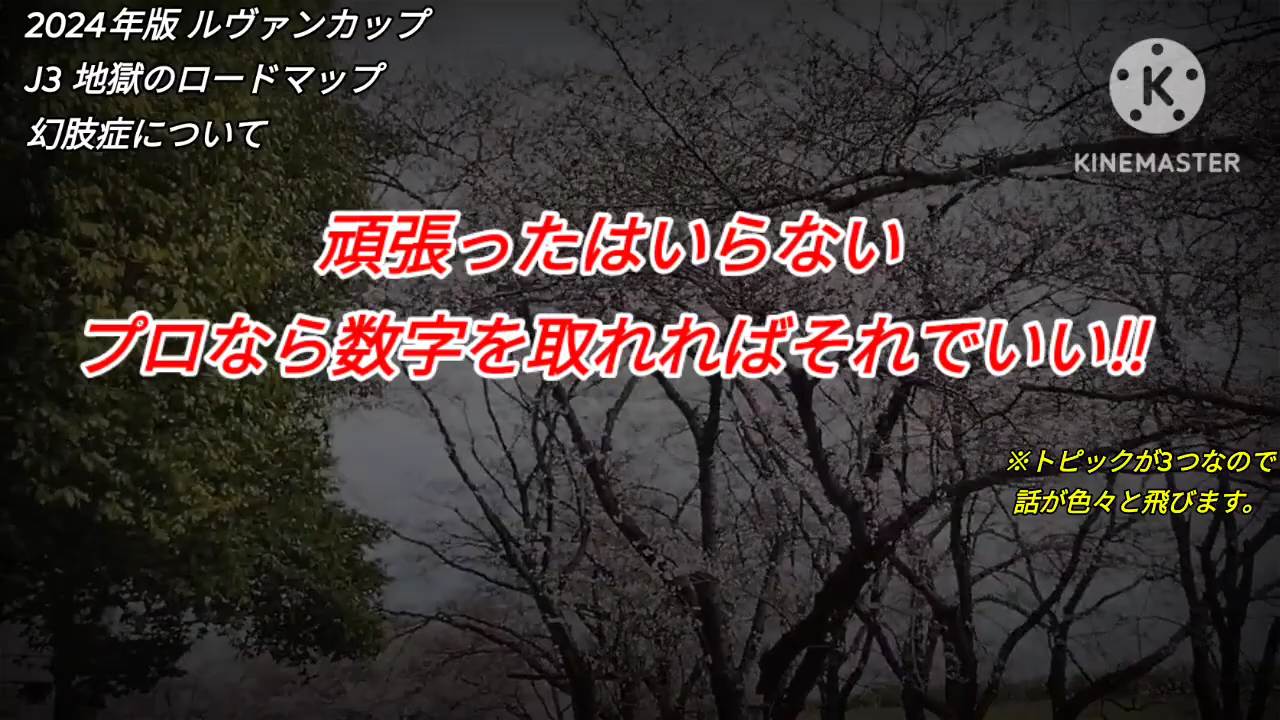 2024年版 ルヴァンカップ
J3 地獄のロードマップ
幻肢症について
K
KINEMASTER
頑張ったはいらない
プロなら数字を取れればそれでいい!!
※トピックが3つなので
話が色々と飛びます。